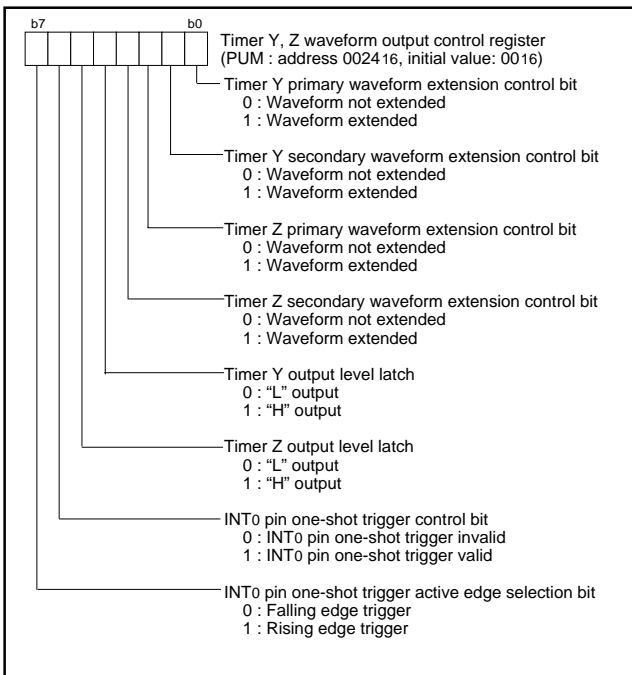 b7 b0
Timer Y, Z waveform output control register
(PUM : address 002416, initial value: 0016)
Timer Y primary waveform extension control bit
0 : Waveform not extended
1 : Waveform extended
Timer Y secondary waveform extension control bit
0 : Waveform not extended
1 : Waveform extended
Timer Z primary waveform extension control bit
0 : Waveform not extended
1 : Waveform extended
Timer Z secondary waveform extension control bit
0 : Waveform not extended
1 : Waveform extended
Timer Y output level latch
0 : “L” output
1 : “H” output
Timer Z output level latch
0 : “L” output
1 : “H” output
INT0 pin one-shot trigger control bit
0 : INT0 pin one-shot trigger invalid
1 : INT0 pin one-shot trigger valid
INT0 pin one-shot trigger active edge selection bit
0 : Falling edge trigger
1 : Rising edge trigger